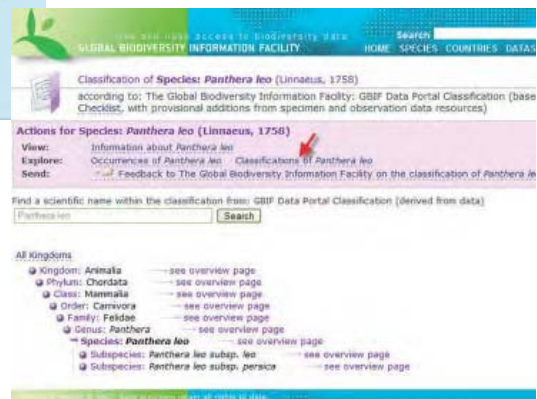 free and open access to biodiversity data
GLOBAL BIODIVERSITY INFORMATION FACILITY
Search
HOME SPECIES COUNTRIES DATAS
Classification of Species: Panthera leo (Linnaeus, 1758)
according to: The Global Biodiversity Information Facility: GBIF Data Portal Classification (base
Checklist, with provisional additions from specimen and observation data resources)
Actions for Species: Panthera leo (Linnaeus, 1758)
View: Information about Panthera leo
Explore: Occurrences of Panthera leo Classifications of Panthera leo
Send: Feedback to The Global Biodiversity Information Facility on the classification of Panthera le
Find a scientific name within the classification from: GBIF Data Portal Classification (derived from data)
Panthera leo Search
All Kingdoms
Kingdom: Animalia see overview page
Phylum: Chordata see overview page
Class: Mammalia see overview page
Order: Carnivora see overview page
Family: Felidae see overview page
Genus: Panthera see overview page
Species: Panthera leo see overview page
Subspecies: Panthera leo subsp. leo see overview page
Subspecies: Panthera leo subsp. persica see overview page